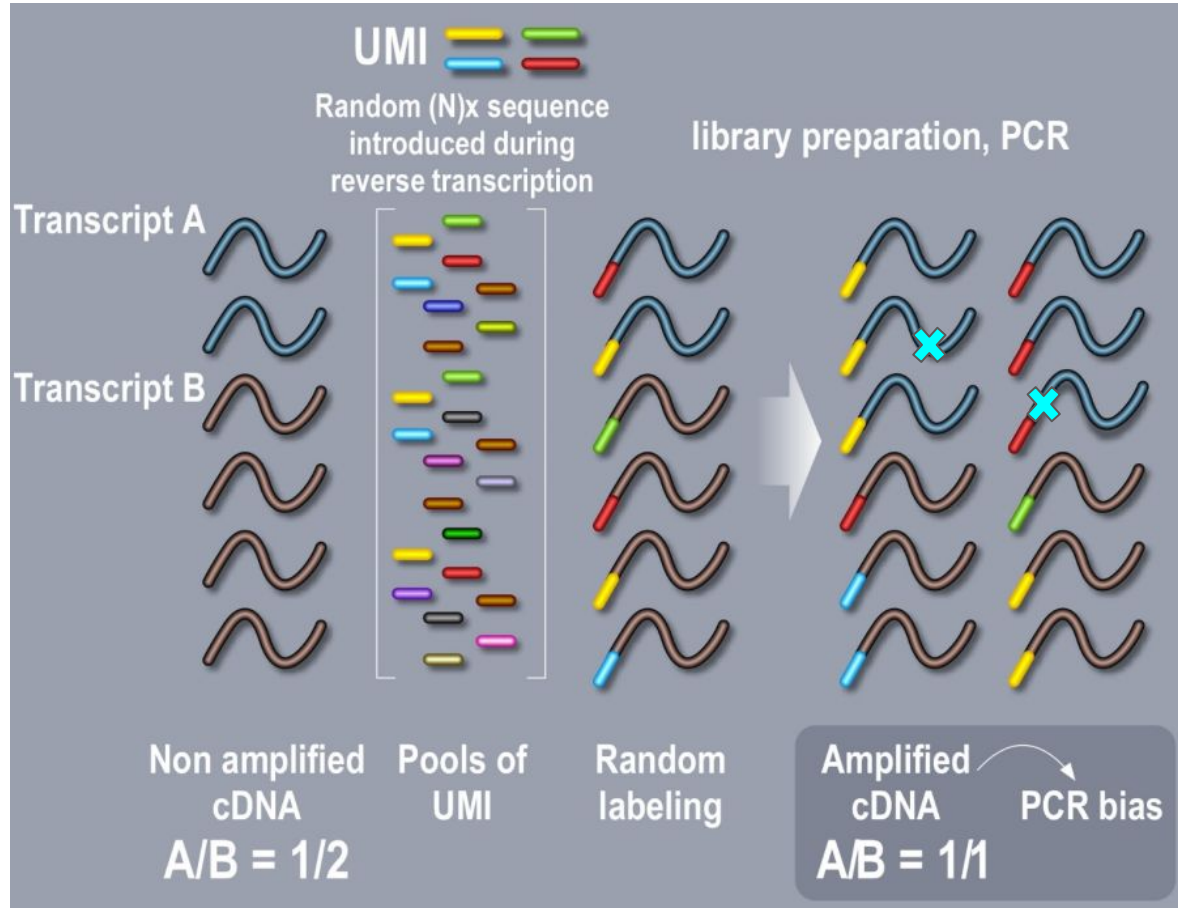 UMI
Random (N)x sequence
introduced during
reverse transcription
library preparation, PCR
Transcript A
Transcript B
Non amplified
cDNA
A/B = 1/2
Pools of
UMI
Random
labeling
Amplified
cDNA
A/B = 1/1
PCR bias